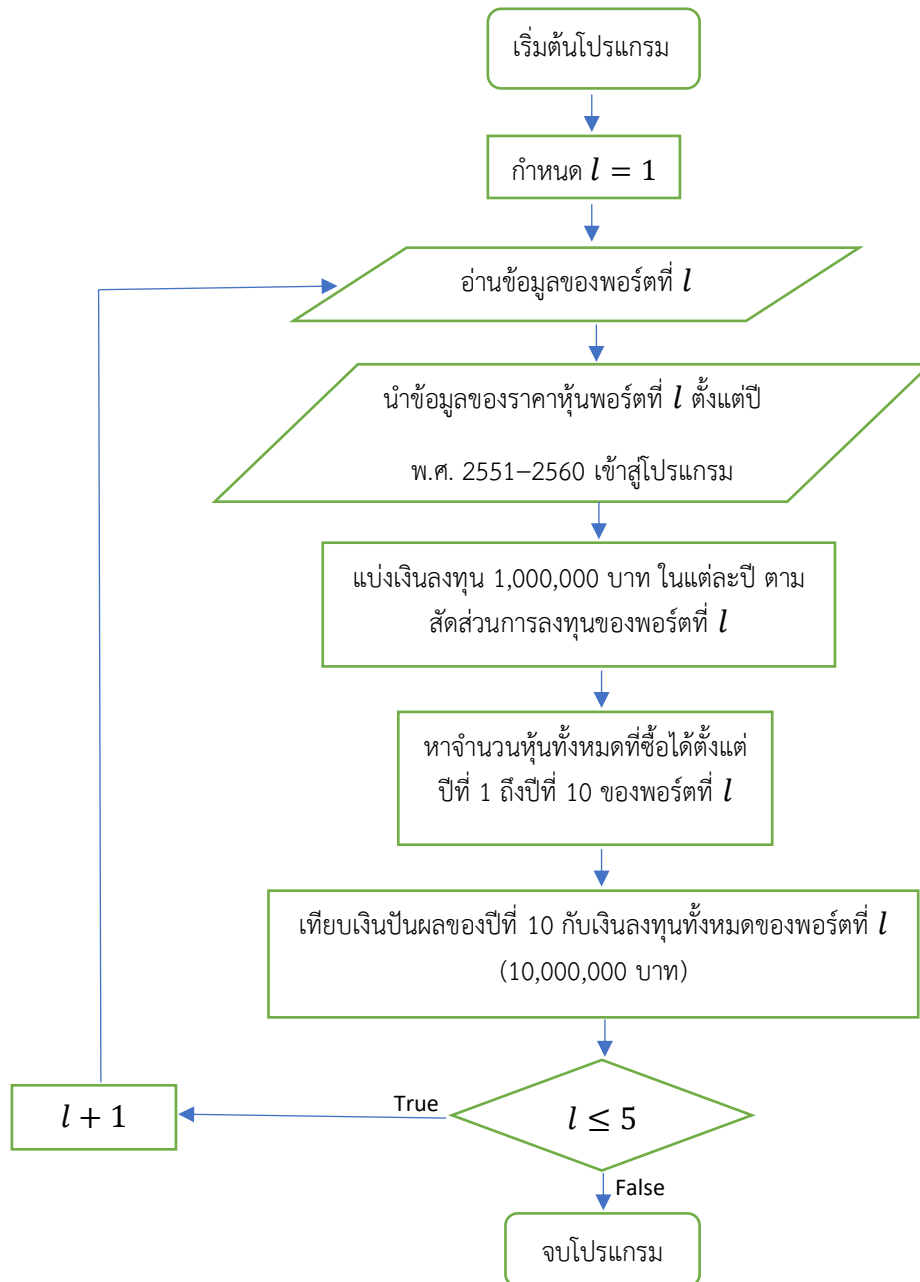 เริ่มต้นโปรแกรม
กำหนด l = 1
อ่านข้อมูลของพอร์ตที่ l
นำข้อมูลของราคาหุ้นพอร์ตที่ l ตั้งแต่ปี
พ.ศ. 2551–2560 เข้าสู่โปรแกรม
แบ่งเงินลงทุน 1,000,000 บาท ในแต่ละปี ตาม
สัดส่วนการลงทุนของพอร์ตที่ l
หาจำนวนหุ้นทั้งหมดที่ซื้อได้ตั้งแต่
ปีที่ 1 ถึงปีที่ 10 ของพอร์ตที่ l
เทียบเงินปันผลของปีที่ 10 กับเงินลงทุนทั้งหมดของพอร์ตที่ l
(10,000,000 บาท)
l ≤ 5
True
l + 1
False
จบโปรแกรม